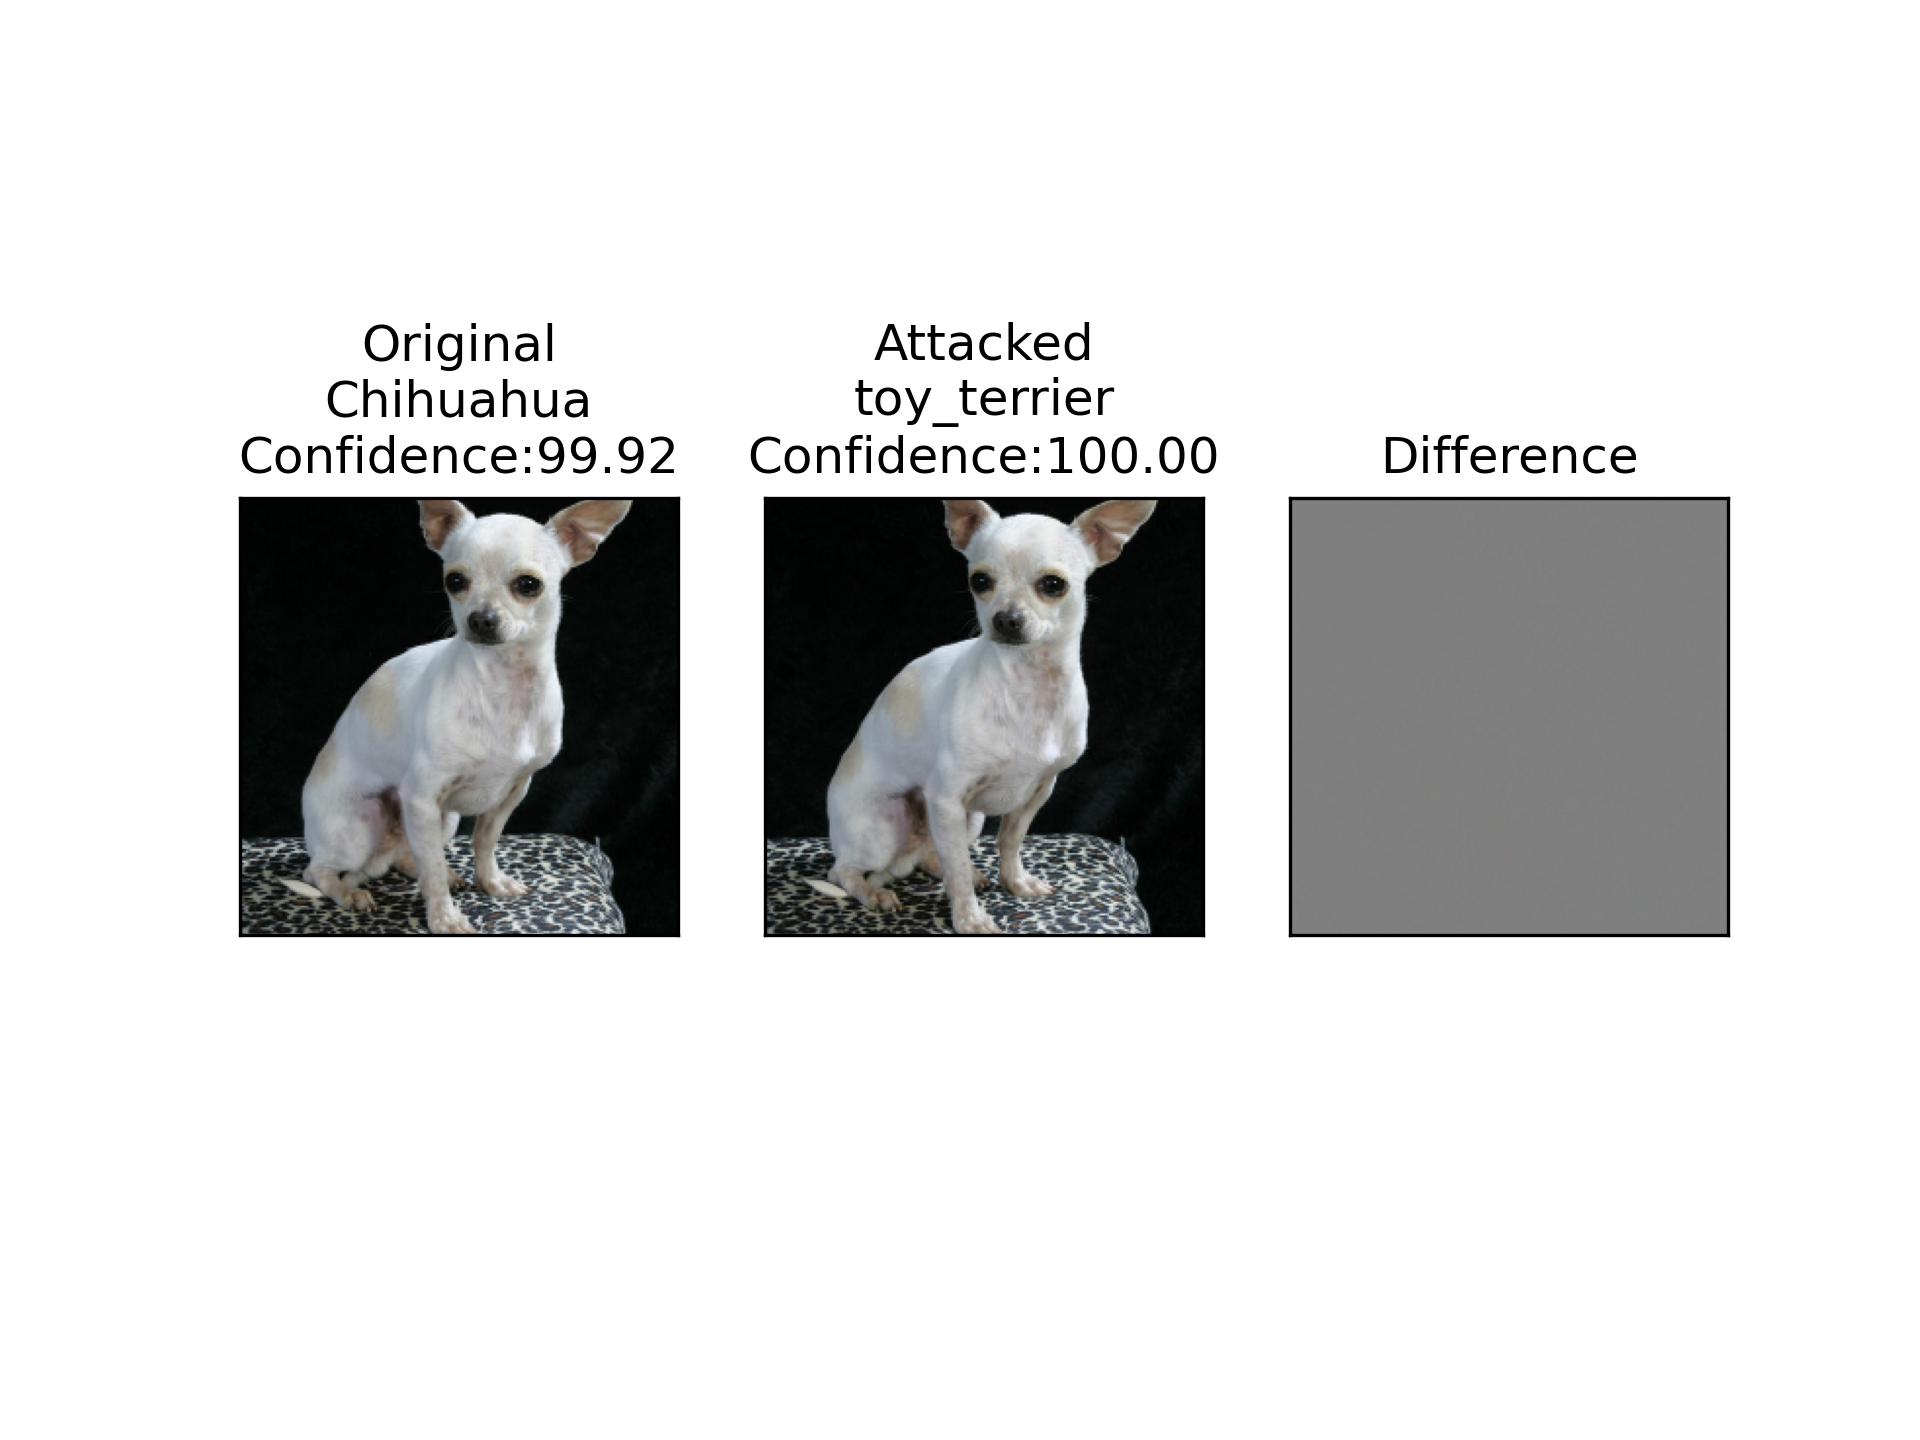 Original
Chihuahua
Confidence:99.92
Attacked
toy_terrier
Confidence:100.00
Difference